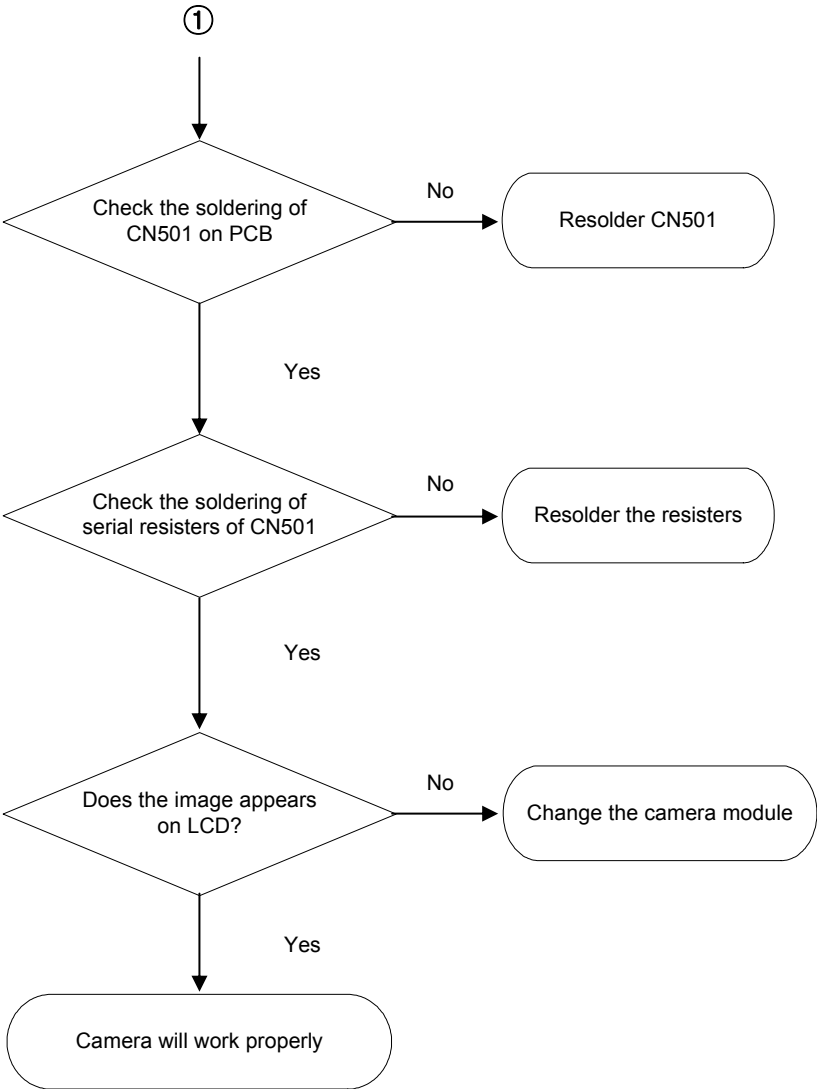 ①
Check the soldering of
CN501 on PCB
No
Resolder CN501
Yes
Check the soldering of
serial resisters of CN501
No
Resolder the resisters
Yes
Does the image appears
on LCD?
No
Change the camera module
Yes
Camera will work properly